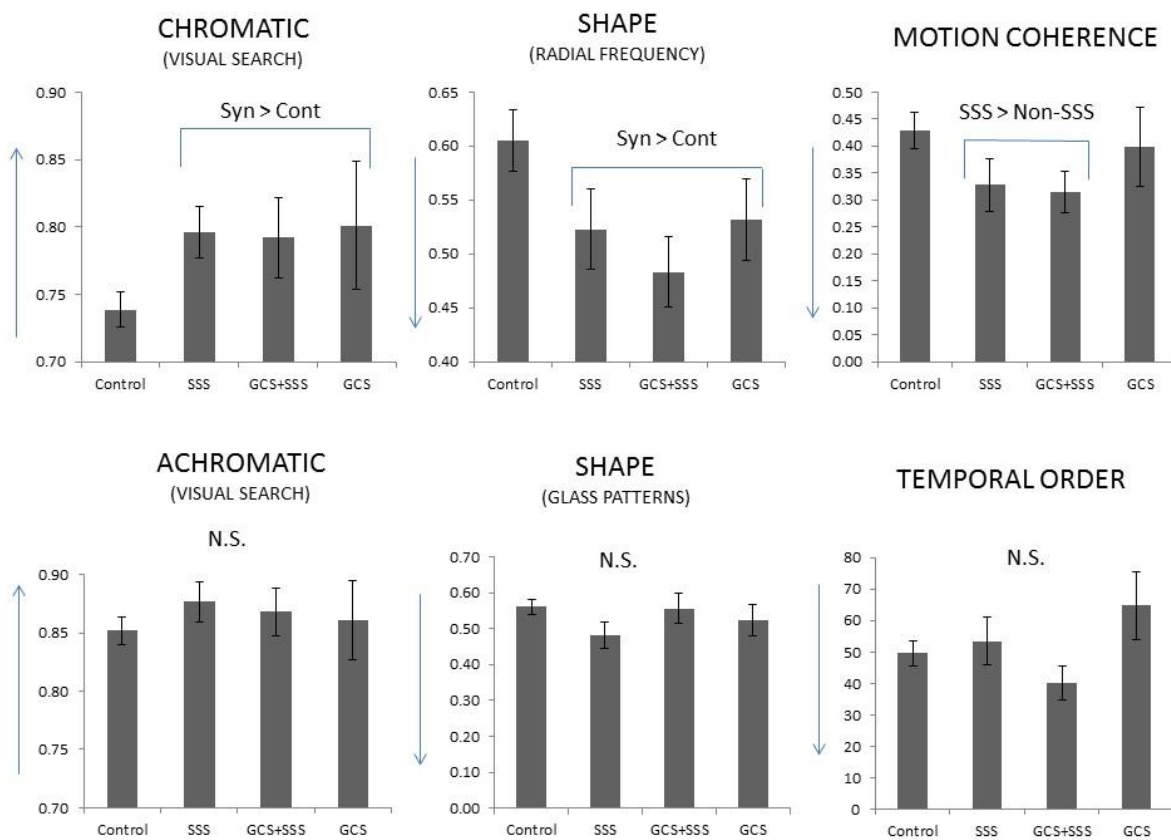 CHROMATIC
(VISUAL SEARCH)
0.90
0.85
0.80
0.75
0.70
Syn > Cont
Control SSS GCS+SSS GCS
SHAPE
(RADIAL FREQUENCY)
0.65
0.60
0.55
0.50
0.45
0.40
Syn > Cont
Control SSS GCS+SSS GCS
MOTION COHERENCE
0.50
0.45
0.40
0.35
0.30
0.25
0.20
0.15
0.10
0.05
0.00
SSS > Non-SSS
Control SSS GCS+SSS GCS
ACHROMATIC
(VISUAL SEARCH)
N.S.
0.90
0.85
0.80
0.85
0.70
Control SSS GCS+SSS GCS
SHAPE
(GLASS PATTERNS)
N.S.
0.70
0.60
0.50
0.40
0.30
0.20
0.10
0.00
Control SSS GCS+SSS GCS
TEMPORAL ORDER
N.S.
80
70
60
50
40
30
20
10
0
Control SSS GCS+SSS GCS